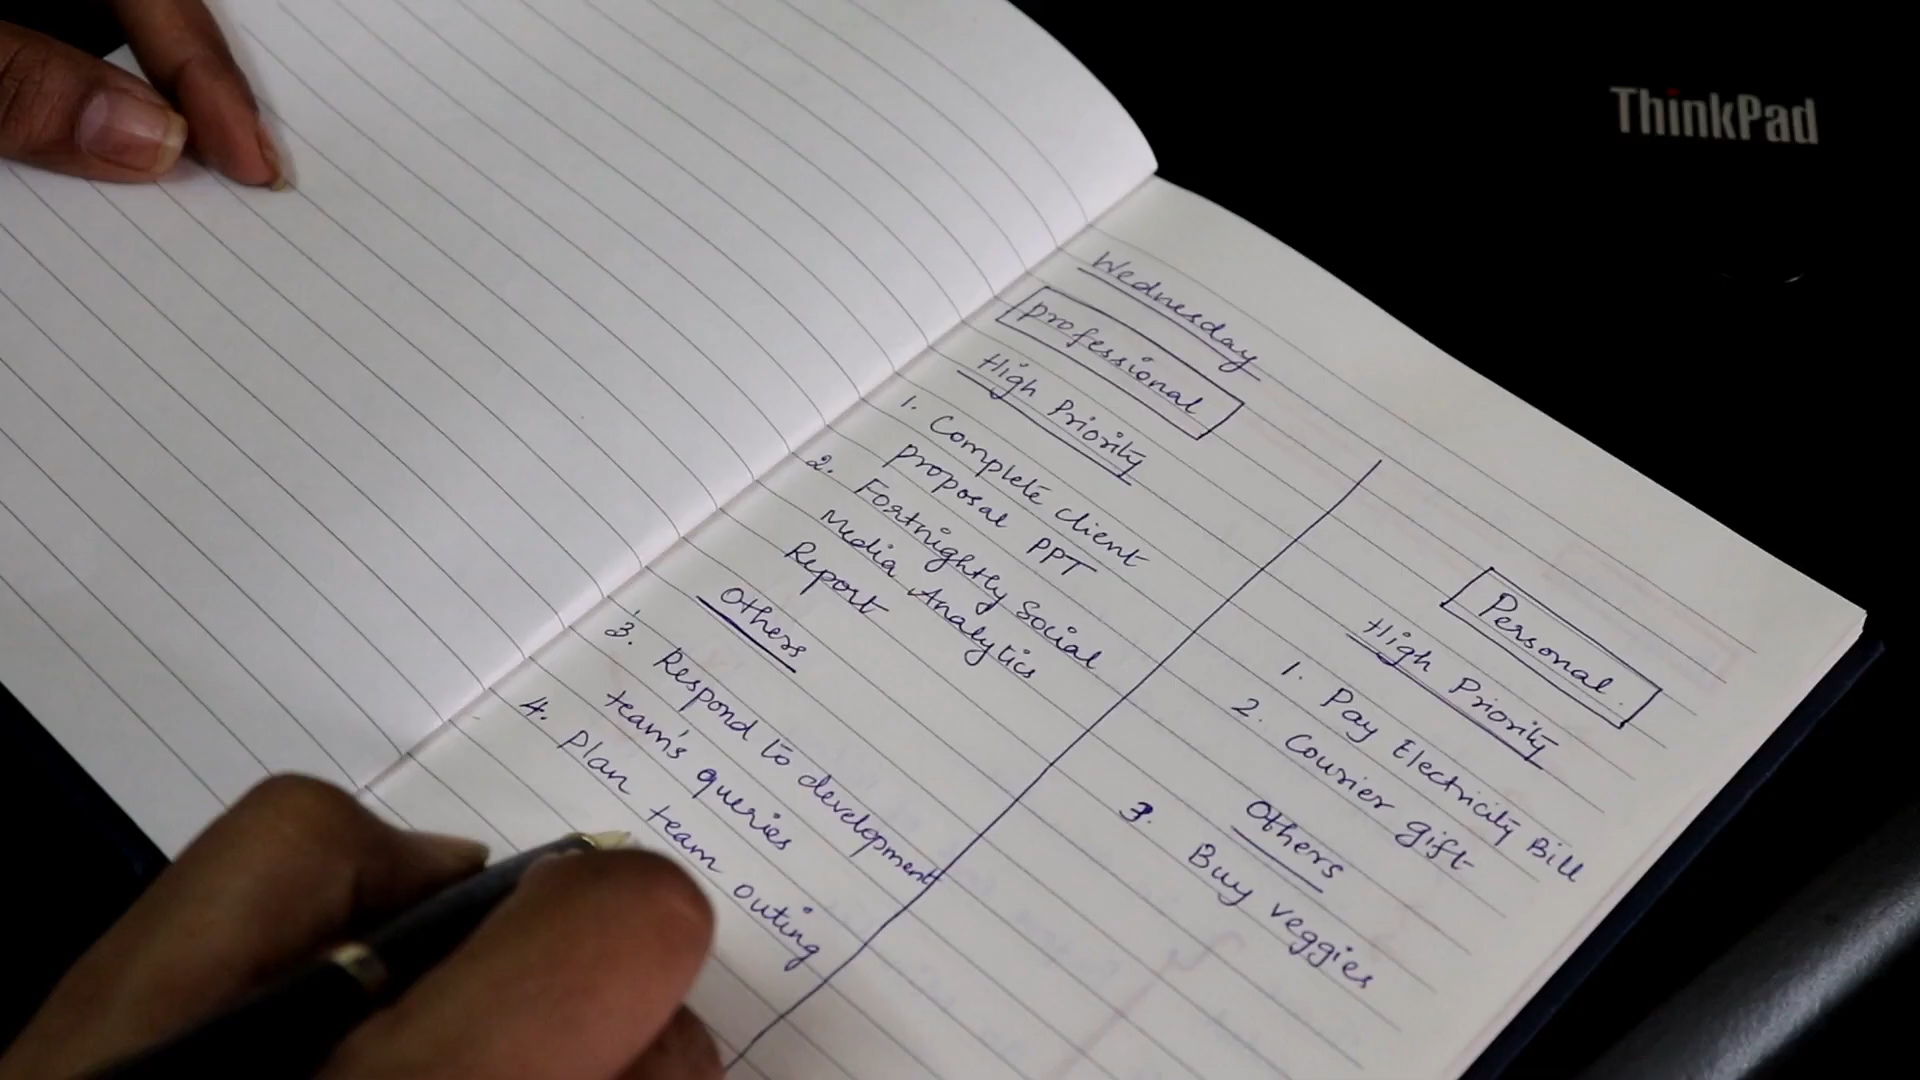 Wednesday
Professional
High Priority
1. Complete client
proposal PPT
2. Fortnightly Social
Media Analytics
Report
Others
3. Respond to development
team's queries
4. Plan team outing
Personal.
High Priority
1. Pay Electricity Bill
2. Courier gift
Others
3. Buy veggies
ThinkPad